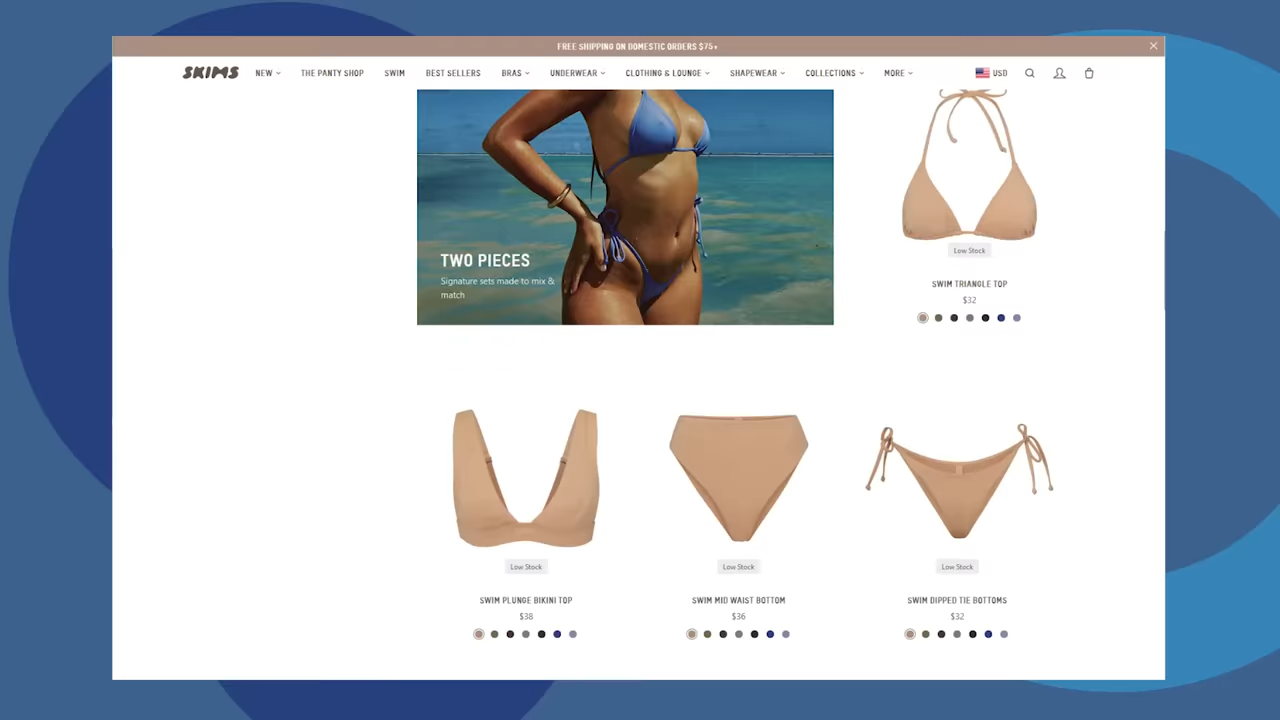 FREE SHIPPING ON DOMESTIC ORDERS $75+
SKIMS NEW THE PANTY SHOP SWIM BEST SELLERS BRAS UNDERWEAR CLOTHING & LOUNGE SHAPEWEAR COLLECTIONS MORE USD
TWO PIECES
Signature sets made to mix &
match
Low Stock
SWIM TRIANGLE TOP
$32
Low Stock
SWIM PLUNGE BIKINI TOP
$38
Low Stock
SWIM MID WAIST BOTTOM
$36
Low Stock
SWIM DIPPED TIE BOTTOMS
$32